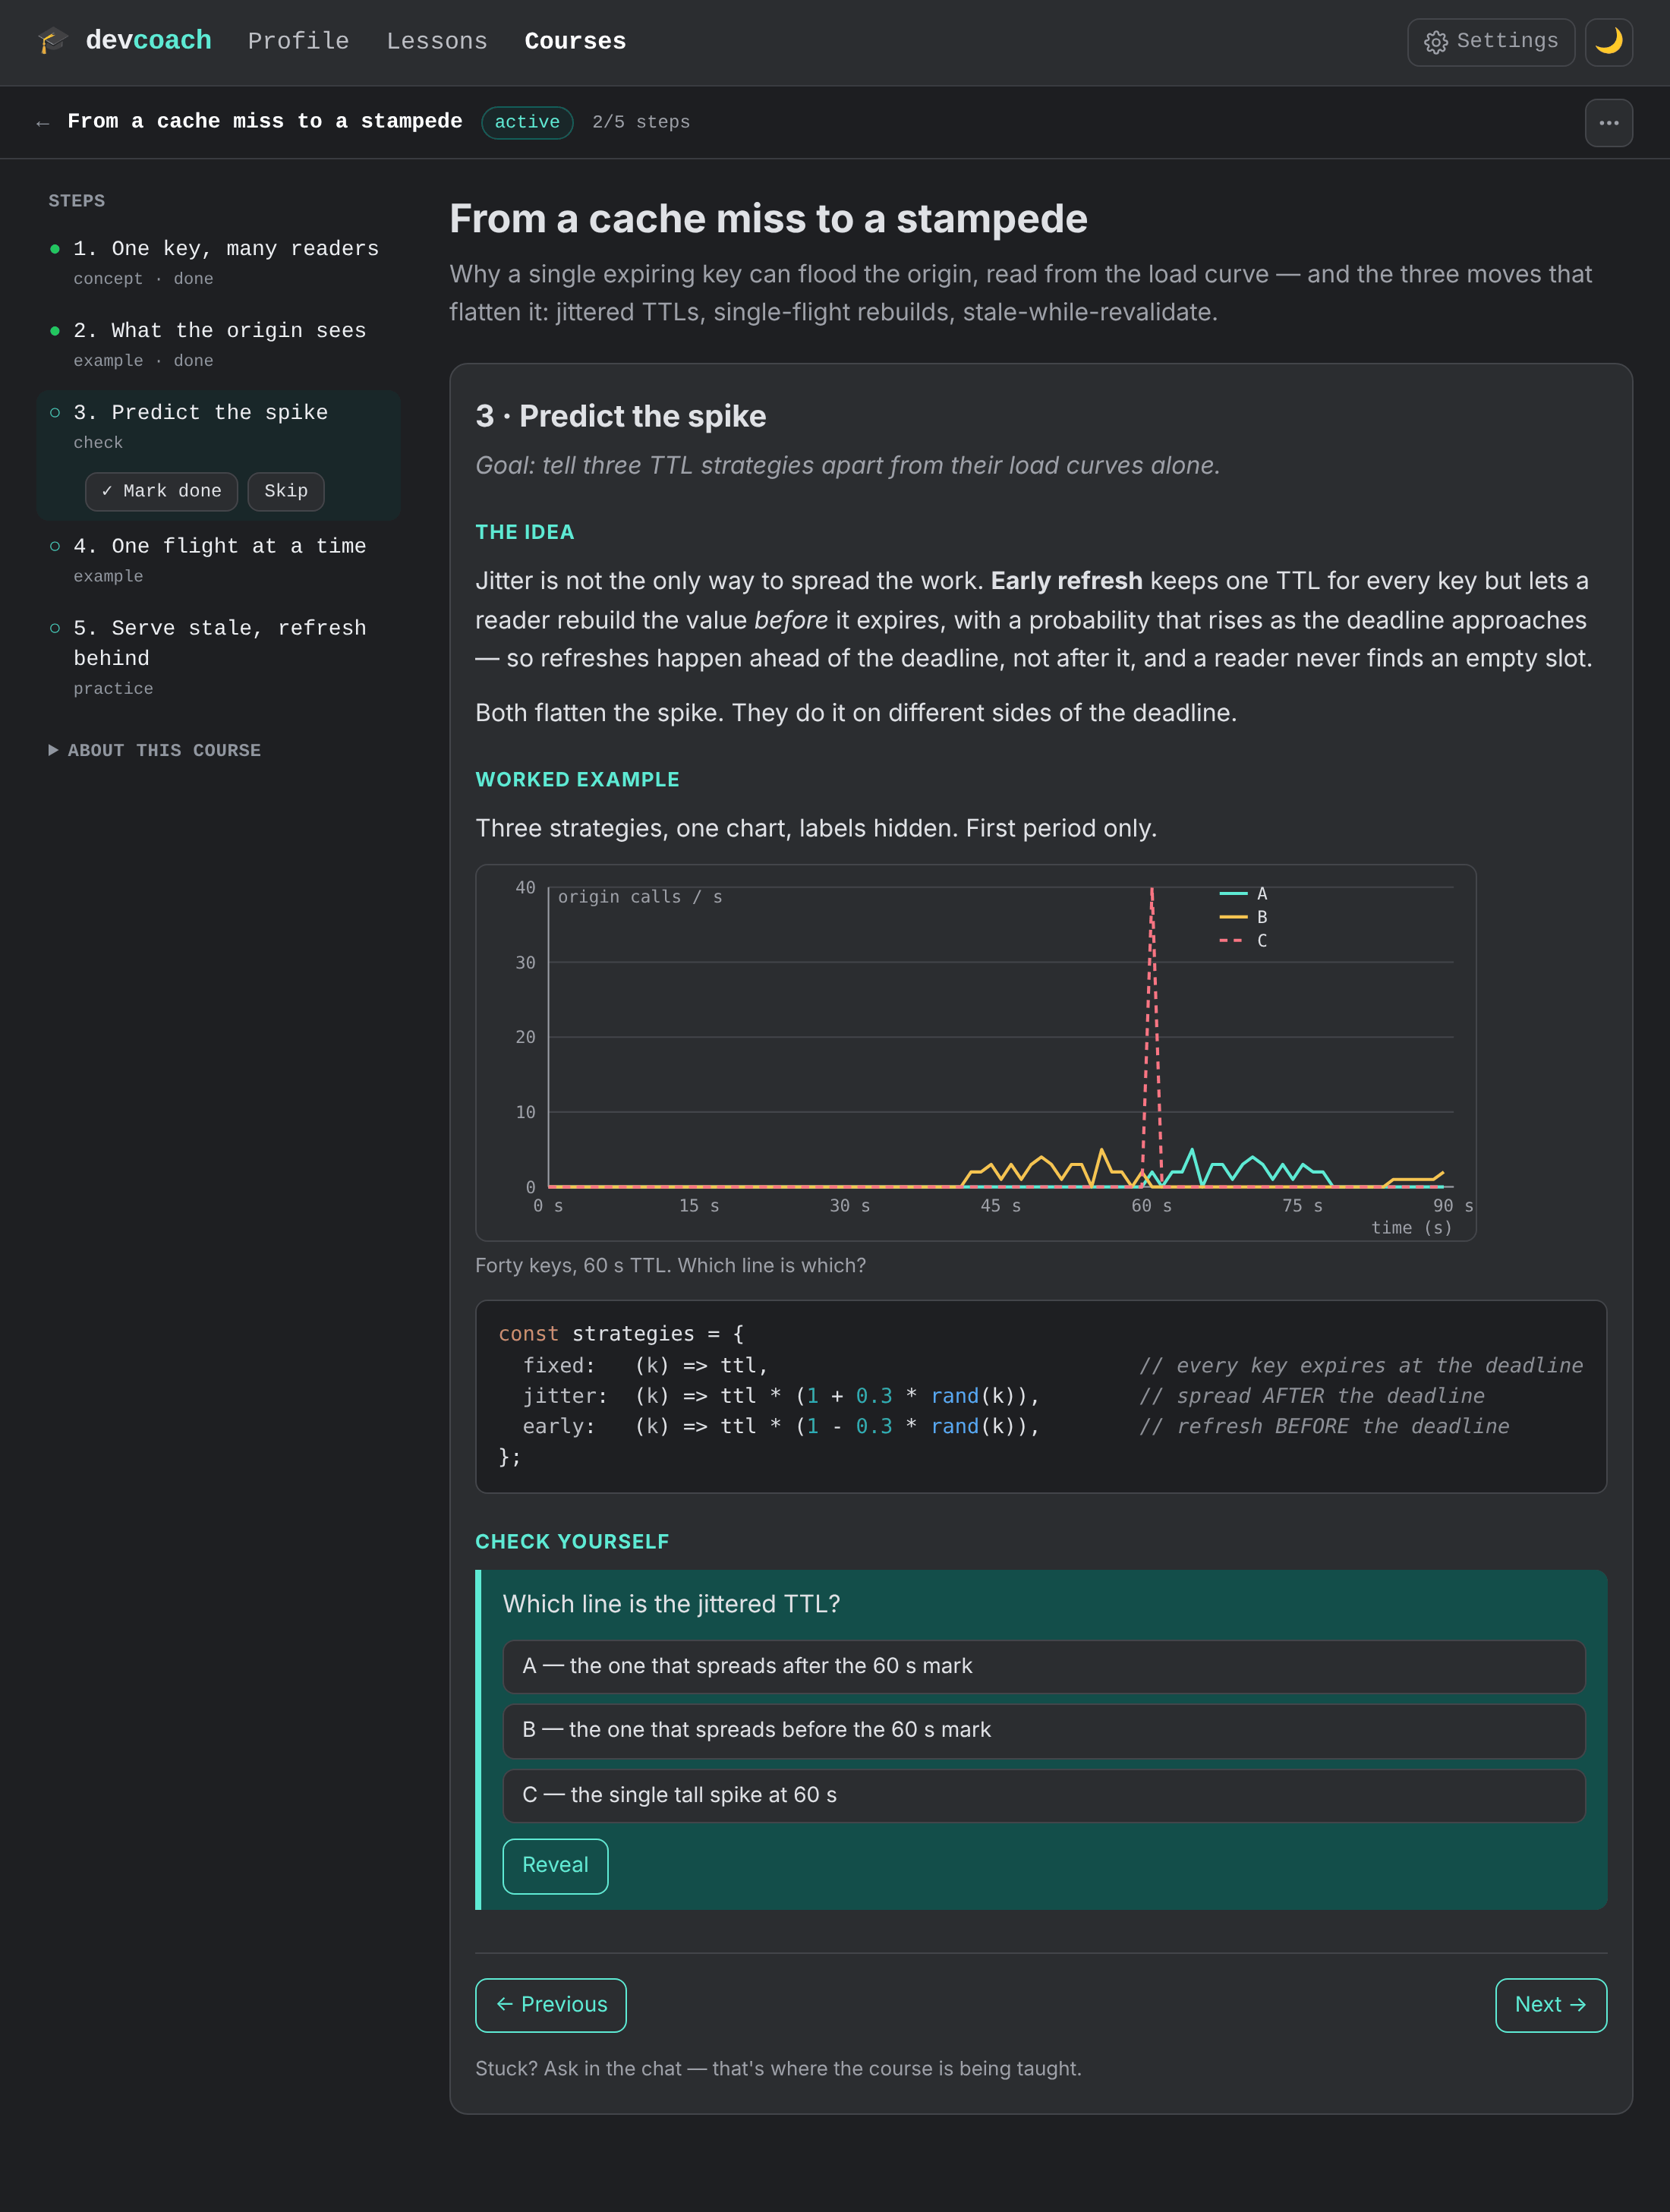 devcoach Profile Lessons Courses Settings
← From a cache miss to a stampede active 2/5 steps ...
STEPS
1. One key, many readers
concept · done
2. What the origin sees
example · done
3. Predict the spike
check
✓ Mark done Skip
4. One flight at a time
example
5. Serve stale, refresh
behind
practice
▶ ABOUT THIS COURSE
From a cache miss to a stampede
Why a single expiring key can flood the origin, read from the load curve — and the three moves that
flatten it: jittered TTLs, single-flight rebuilds, stale-while-revalidate.
3 · Predict the spike
Goal: tell three TTL strategies apart from their load curves alone.
THE IDEA
Jitter is not the only way to spread the work. Early refresh keeps one TTL for every key but lets a
reader rebuild the value before it expires, with a probability that rises as the deadline approaches
— so refreshes happen ahead of the deadline, not after it, and a reader never finds an empty slot.
Both flatten the spike. They do it on different sides of the deadline.
WORKED EXAMPLE
Three strategies, one chart, labels hidden. First period only.
40
origin calls / s
A
B
C
30
20
10
0
0 s 15 s 30 s 45 s 60 s 75 s 90 s
time (s)
Forty keys, 60 s TTL. Which line is which?
const strategies = {
fixed: (k) => ttl, // every key expires at the deadline
jitter: (k) => ttl * (1 + 0.3 * rand(k)), // spread AFTER the deadline
early: (k) => ttl * (1 - 0.3 * rand(k)), // refresh BEFORE the deadline
};
CHECK YOURSELF
Which line is the jittered TTL?
A — the one that spreads after the 60 s mark
B — the one that spreads before the 60 s mark
C — the single tall spike at 60 s
Reveal
← Previous Next →
Stuck? Ask in the chat — that's where the course is being taught.